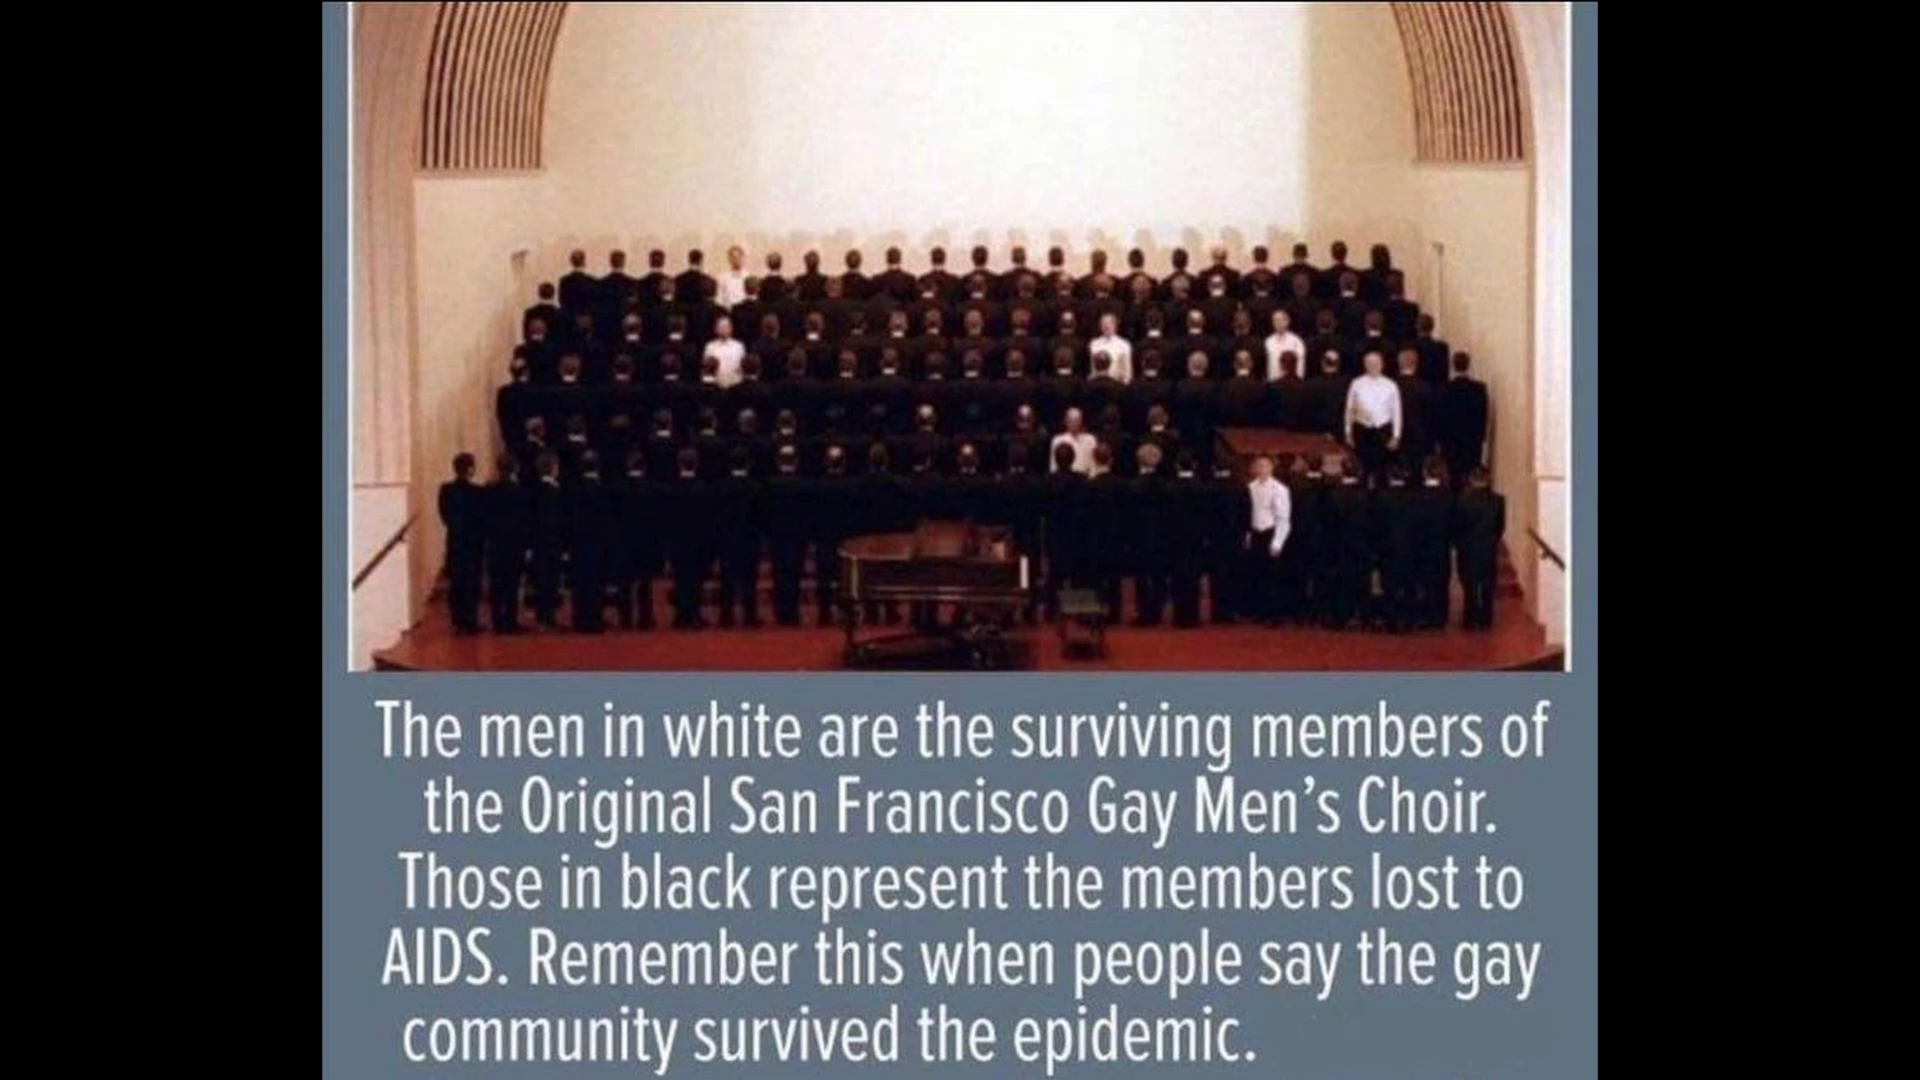 The men in white are the surviving members of
the Original San Francisco Gay Men’s Choir.
Those in black represent the members lost to
AIDS. Remember this when people say the gay
community survived the epidemic.